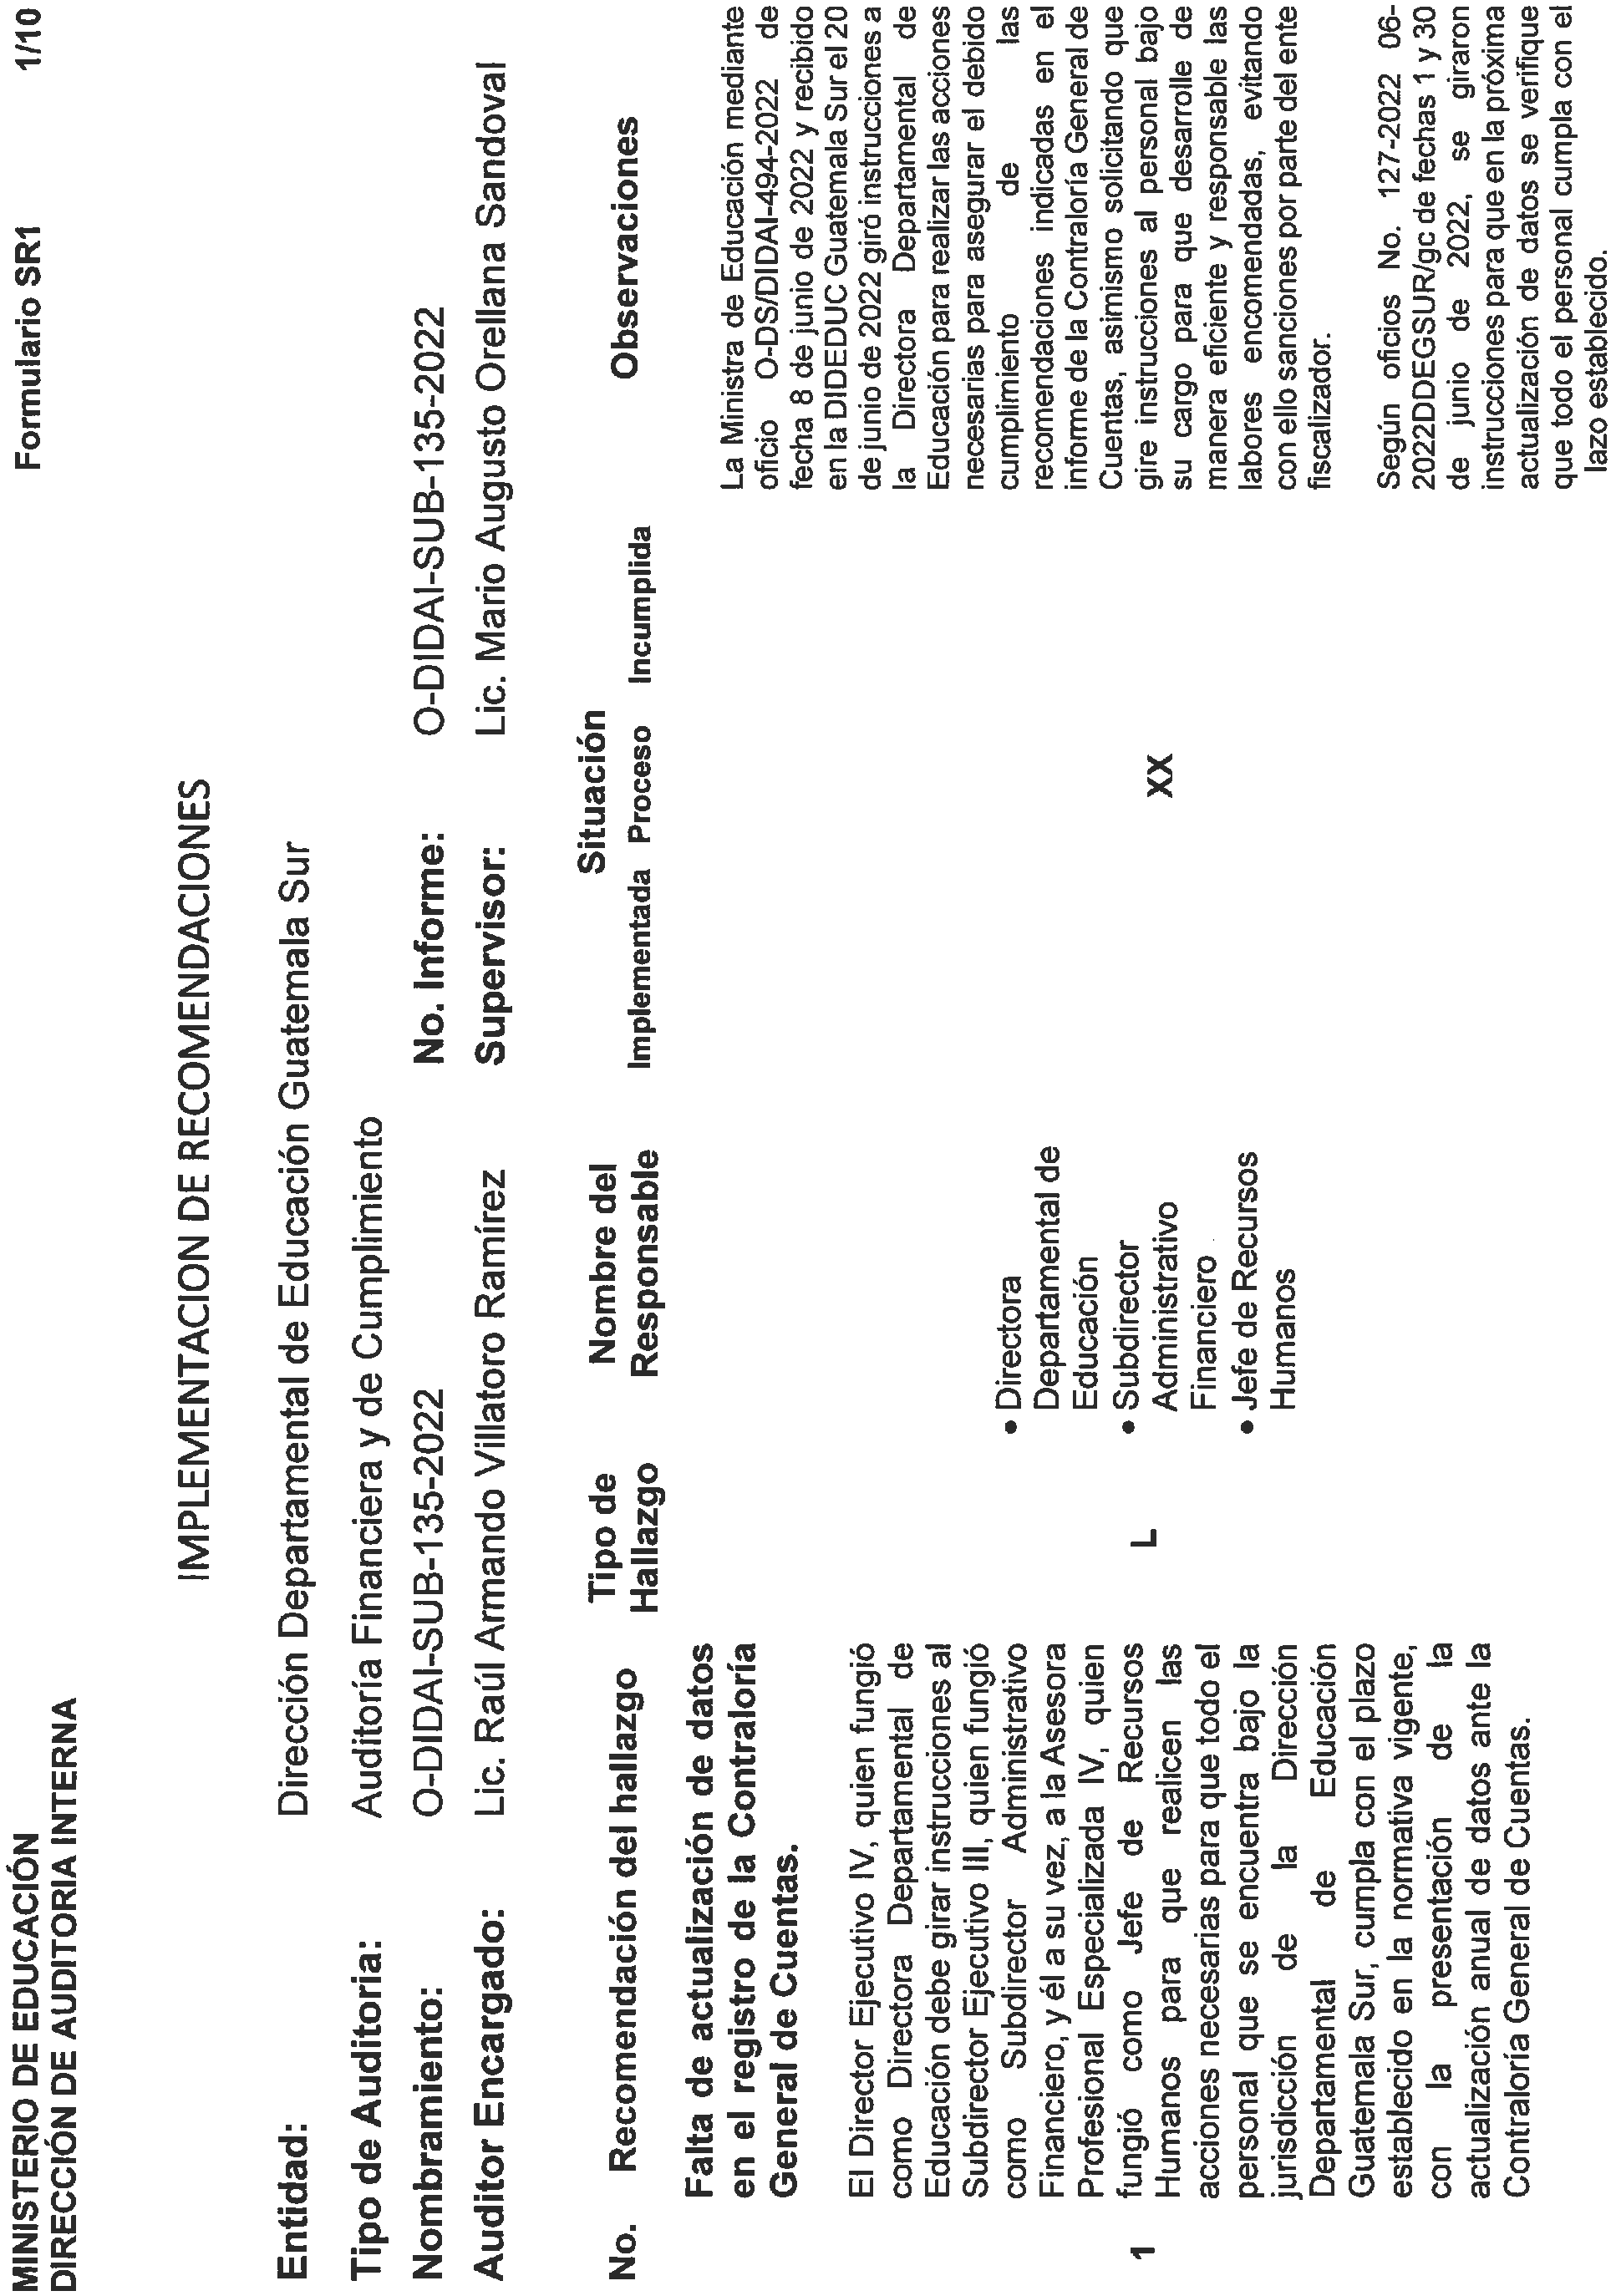 MINISTERIO DE EDUCACIÓN
DIRECCIÓN DE AUDITORIA INTERNA
Formulario SR1 1/10
IMPLEMENTACION DE RECOMENDACIONES
Entidad: Dirección Departamental de Educación Guatemala Sur
Tipo de Auditoria: Auditoría Financiera y de Cumplimiento
Nombramiento: O-DIDAI-SUB-135-2022 No. Informe: O-DIDAI-SUB-135-2022
Auditor Encargado: Lic. Raúl Armando Villatoro Ramírez Supervisor: Lic. Mario Augusto Orellana Sandoval
No. Recomendación del hallazgo
Tipo de
Hallazgo
Nombre del
Responsable
Situación
Implementada Proceso Incumplida
Observaciones
1
Falta de actualización de datos
en el registro de la Contraloría
General de Cuentas.
El Director Ejecutivo IV, quien fungió
como Directora Departamental de
Educación debe girar instrucciones al
Subdirector Ejecutivo III, quien fungió
como Subdirector Administrativo
Financiero, y él a su vez, a la Asesora
Profesional Especializada IV, quien
fungió como Jefe de Recursos
Humanos para que realicen las
acciones necesarias para que todo el
personal que se encuentra bajo la
jurisdicción de la Dirección
Departamental de Educación
Guatemala Sur, cumpla con el plazo
establecido en la normativa vigente,
con la presentación de la
actualización anual de datos ante la
Contraloría General de Cuentas.
L
• Directora
Departamental de
Educación
• Subdirector
Administrativo
Financiero
• Jefe de Recursos
Humanos
XX
La Ministra de Educación mediante
oficio O-DS/DIDAI-494-2022 de
fecha 8 de junio de 2022 y recibido
en la DIDEDUC Guatemala Sur el 20
de junio de 2022 giró instrucciones a
la Directora Departamental de
Educación para realizar las acciones
necesarias para asegurar el debido
cumplimiento de las
recomendaciones indicadas en el
informe de la Contraloría General de
Cuentas, asimismo solicitando que
gire instrucciones al personal bajo
su cargo para que desarrolle de
manera eficiente y responsable las
labores encomendadas, evitando
con ello sanciones por parte del ente
fiscalizador.
Según oficios No. 127-2022 06-
2022DDEGSUR/gc de fechas 1 y 30
de junio de 2022, se giraron
instrucciones para que en la próxima
actualización de datos se verifique
que todo el personal cumpla con el
lazo establecido.